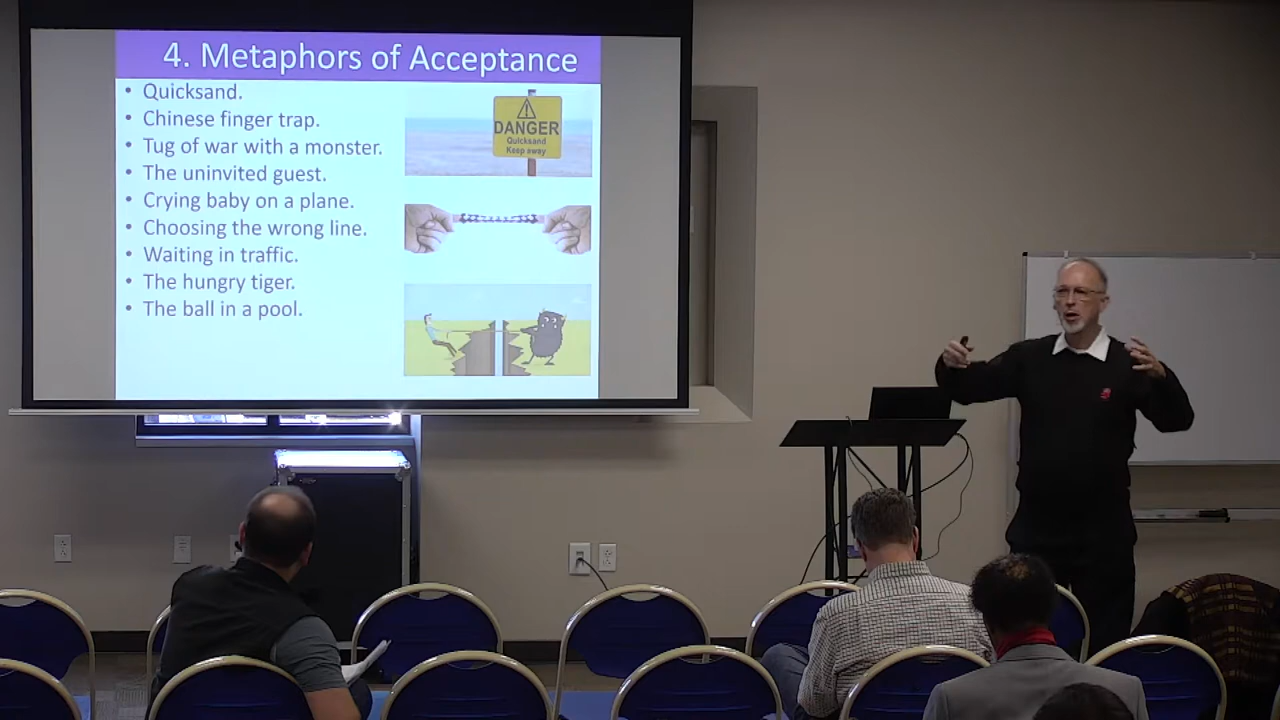 4. Metaphors of Acceptance
• Quicksand.
• Chinese finger trap.
• Tug of war with a monster.
• The uninvited guest.
• Crying baby on a plane.
• Choosing the wrong line.
• Waiting in traffic.
• The hungry tiger.
• The ball in a pool.
DANGER
Quicksand
Keep away